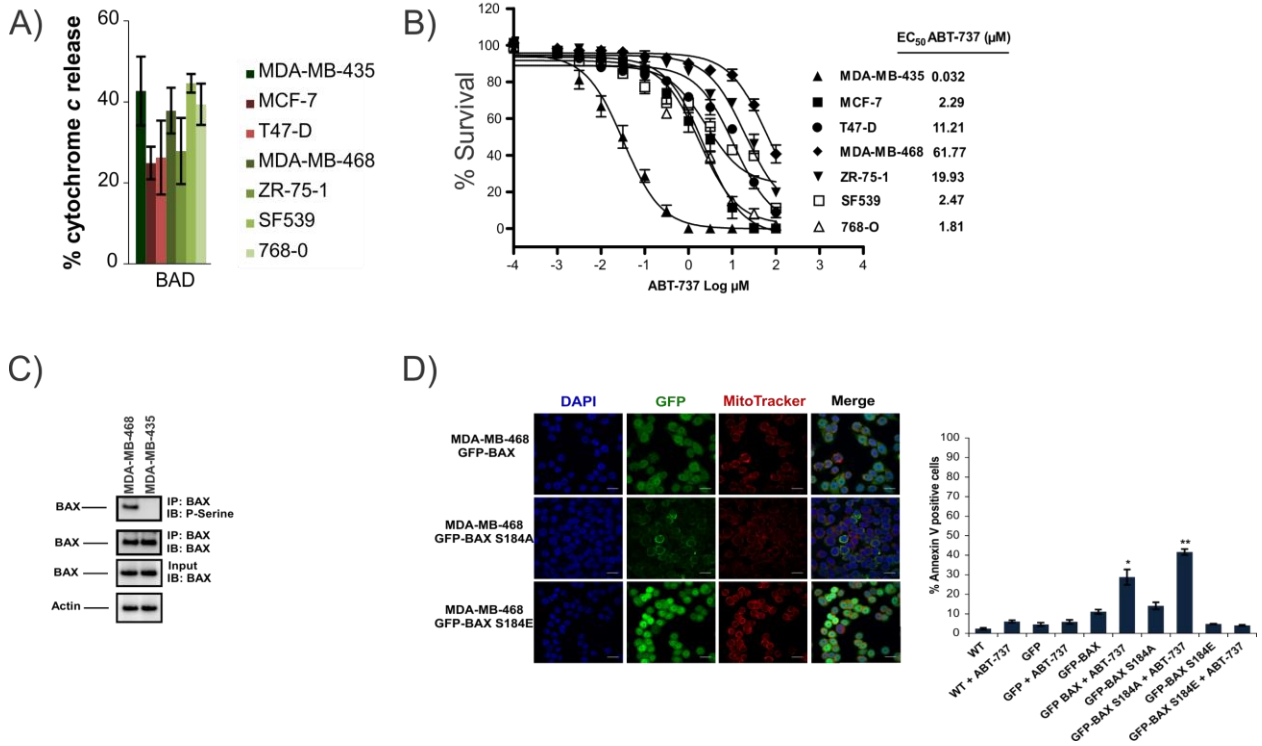 A)
% cytochrome c release
60
40
20
0
BAD
MDA-MB-435
MCF-7
T47-D
MDA-MB-468
ZR-75-1
SF539
768-0
B)
% Survival
120
100
80
60
40
20
0
-4 -3 -2 -1 0 1 2 3 4
ABT-737 Log µM
EC50 ABT-737 (µM)
MDA-MB-435 0.032
MCF-7 2.29
T47-D 11.21
MDA-MB-468 61.77
ZR-75-1 19.93
SF539 2.47
768-O 1.81
C)
MDA-MB-468
MDA-MB-435
BAX
IP: BAX
IB: P-Serine
BAX
IP: BAX
IB: BAX
BAX
Input
IB: BAX
Actin
D)
DAPI GFP MitoTracker Merge
MDA-MB-468
GFP-BAX
MDA-MB-468
GFP-BAX S184A
MDA-MB-468
GFP-BAX S184E
% Annexin V positive cells
100
90
80
70
60
50
40
30
20
10
0
*
**
WT
WT + ABT-737
GFP
GFP + ABT-737
GFP-BAX
GFP BAX + ABT-737
GFP-BAX S184A
GFP-BAX S184A + ABT-737
GFP-BAX S184E
GFP-BAX S184E + ABT-737